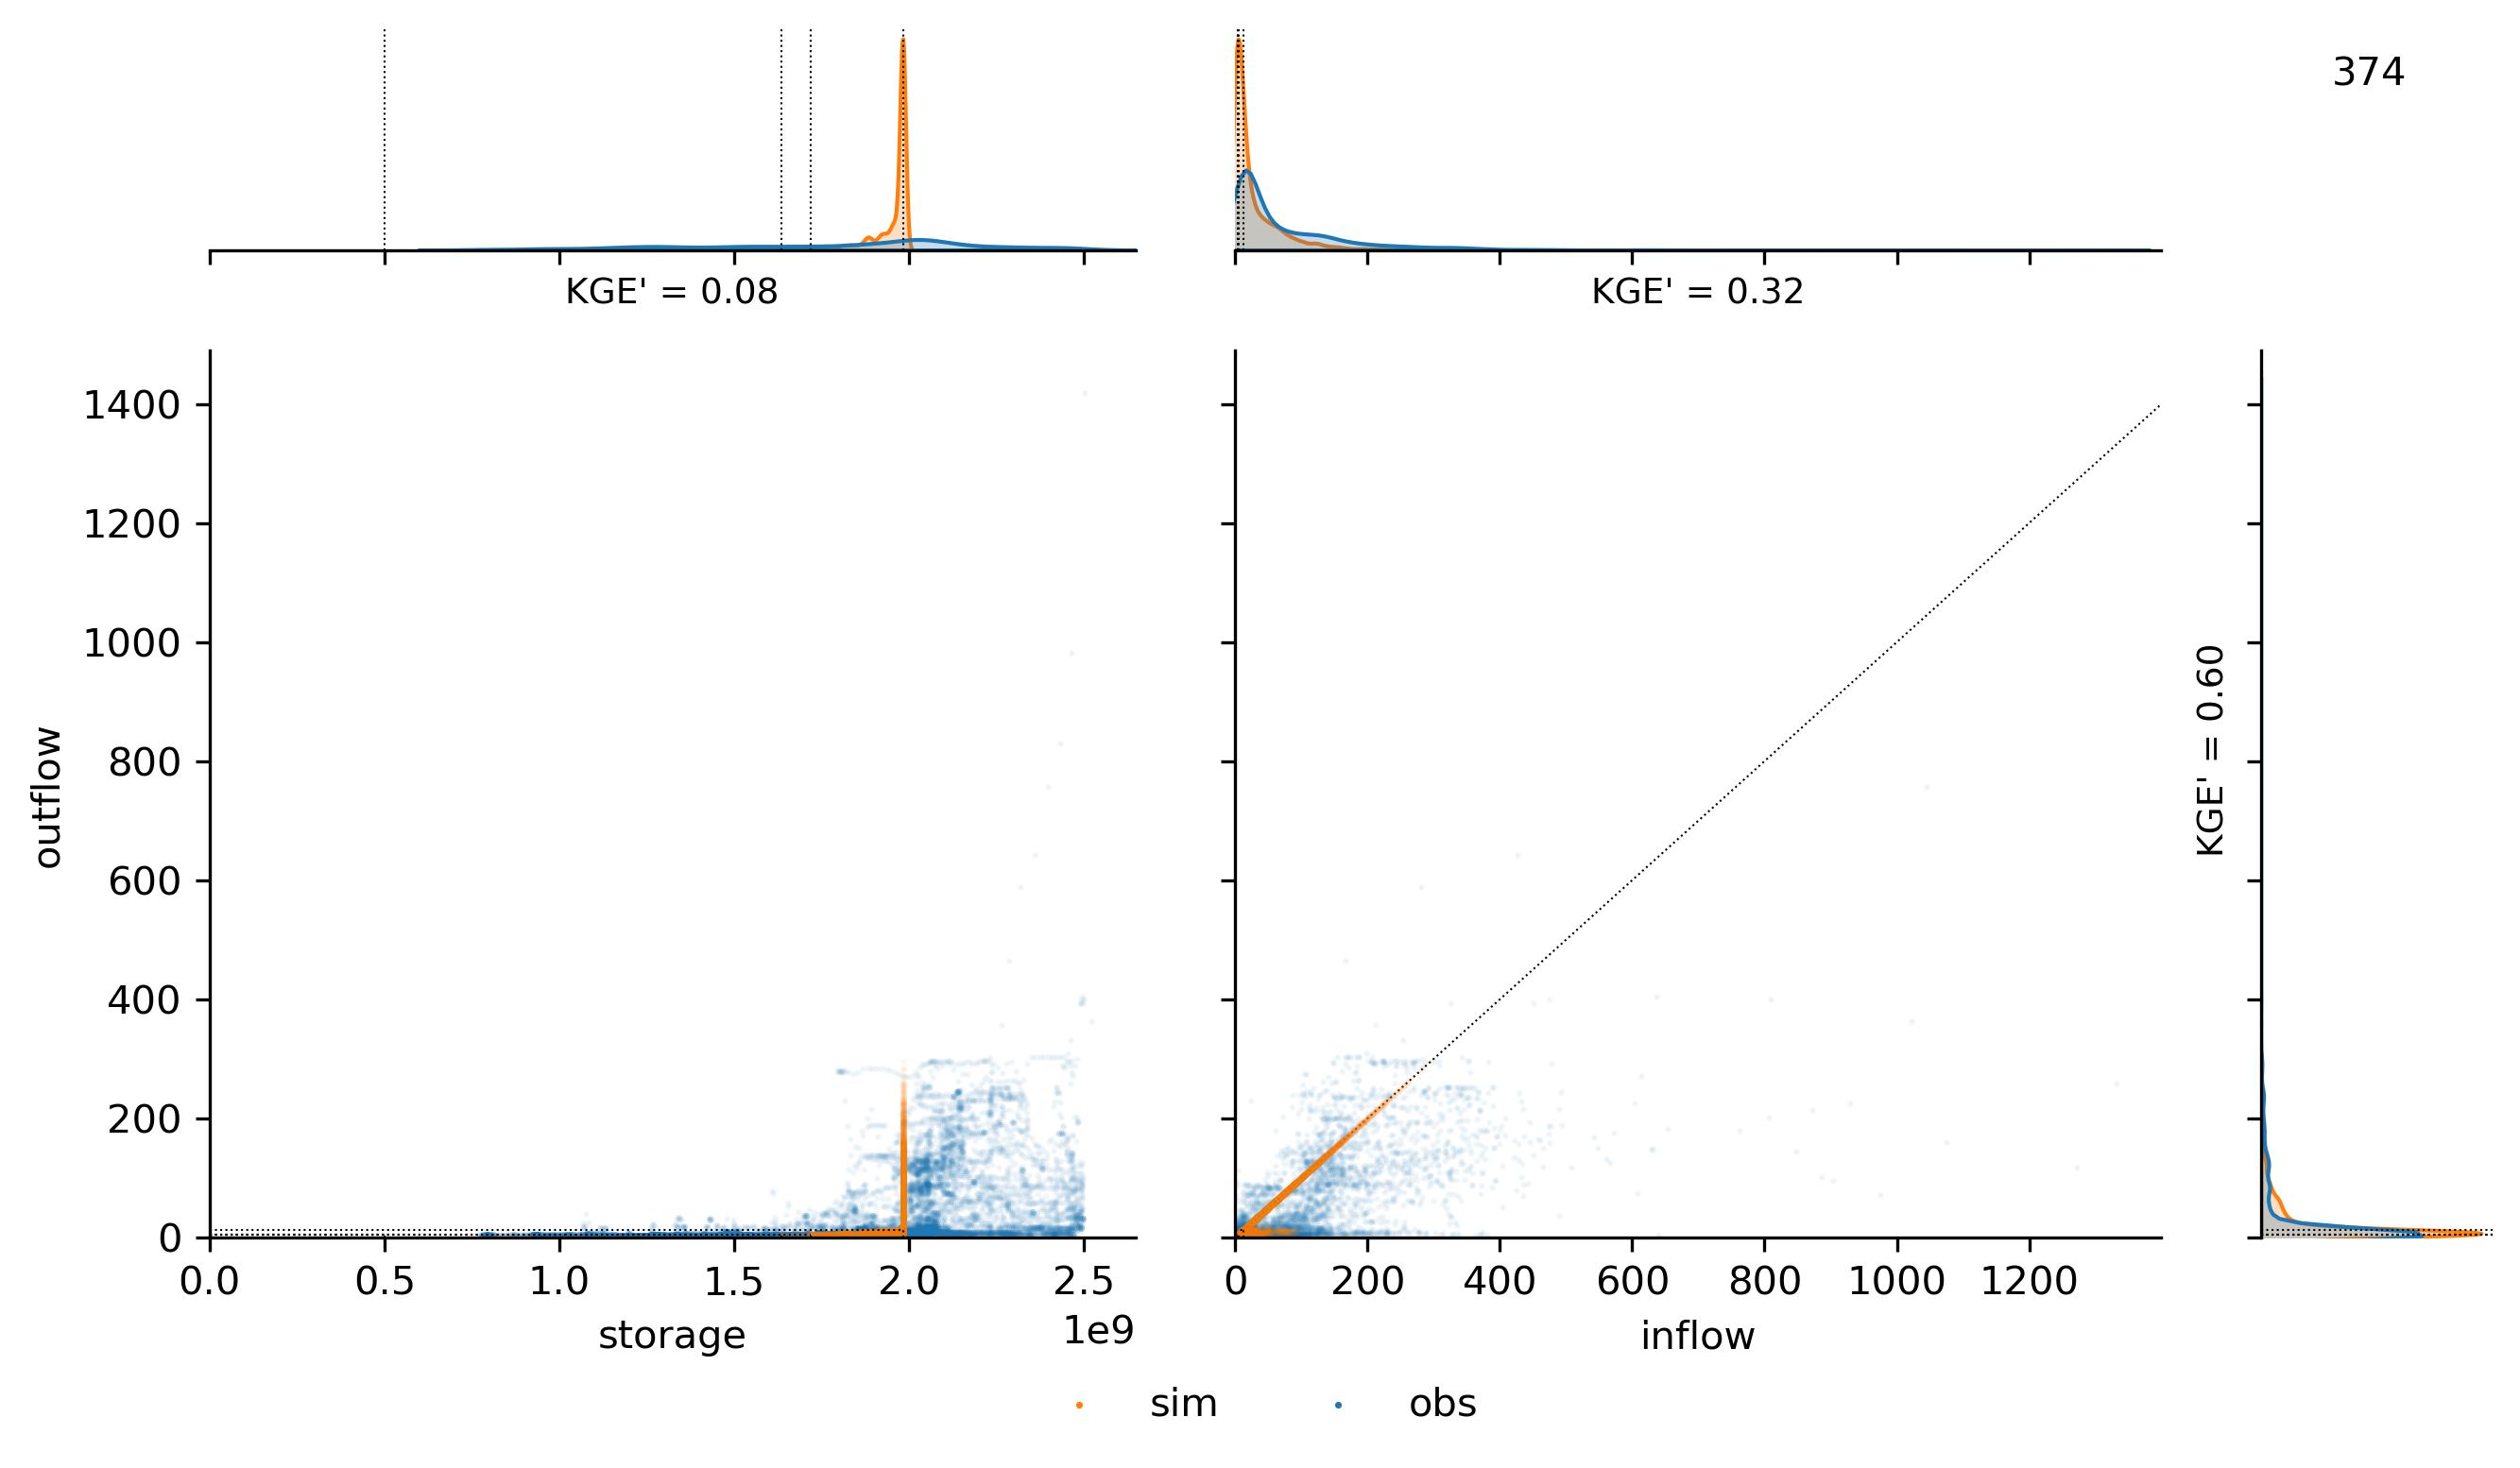 374
KGE' = 0.08
KGE' = 0.32
1400
1200
1000
800
600
400
200
0
outflow
KGE' = 0.60
0.0 0.5 1.0 1.5 2.0 2.5
1e9
storage
0 200 400 600 800 1000 1200
inflow
sim obs